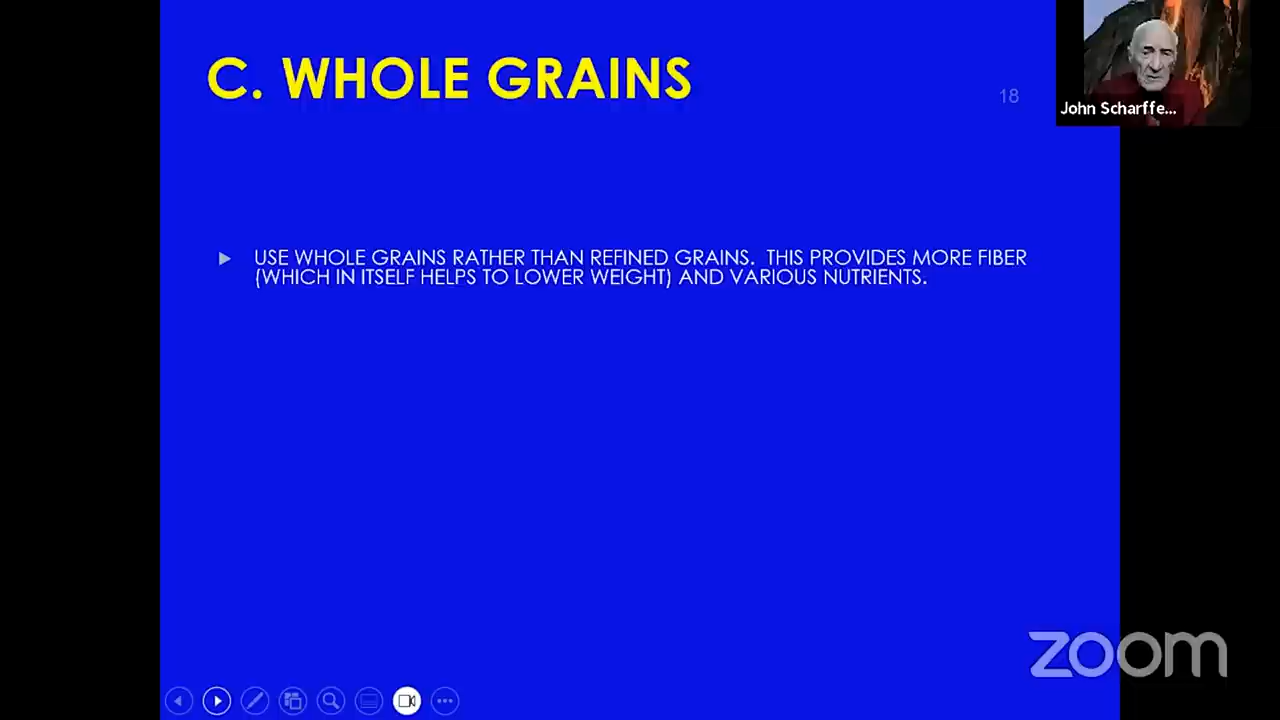 C. WHOLE GRAINS
18
John Scharffe...
USE WHOLE GRAINS RATHER THAN REFINED GRAINS. THIS PROVIDES MORE FIBER
(WHICH IN ITSELF HELPS TO LOWER WEIGHT) AND VARIOUS NUTRIENTS.
zoom